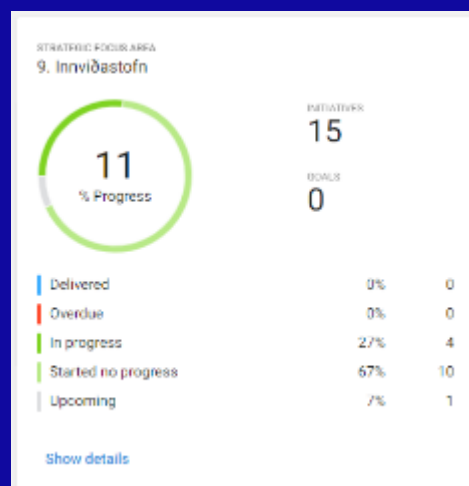 STRATEGIC FOCUS AREA
9. Innviðastofn
11
% Progress
INITIATIVES
15
GOALS
0
Delivered 0% 0
Overdue 0% 0
In progress 27% 4
Started no progress 67% 10
Upcoming 7% 1
Show details